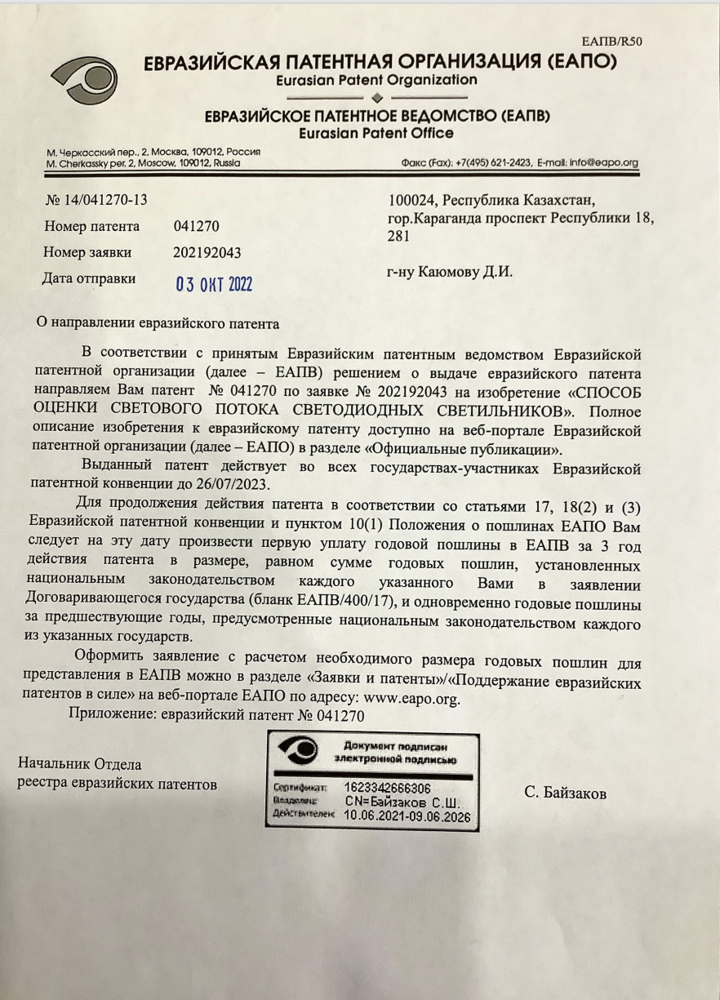 ЕАПВ/R50
ЕВРАЗИЙСКАЯ ПАТЕНТНАЯ ОРГАНИЗАЦИЯ (ЕАПО)
Eurasian Patent Organization
ЕВРАЗИЙСКОЕ ПАТЕНТНОЕ ВЕДОМСТВО (ЕАПВ)
Eurasian Patent Office
М. Черкасский пер., 2, Москва, 109012, Россия
M. Cherkassky per. 2, Moscow, 109012, Russia
Факс (Fax): +7(495) 621-2423, E-mail: info@eapo.org
№ 14/041270-13
Номер патента 041270
Номер заявки 202192043
Дата отправки 03 ОКТ 2022
100024, Республика Казахстан,
гор.Караганда проспект Республики 18,
281
г-ну Каюмову Д.И.
О направлении евразийского патента
В соответствии с принятым Евразийским патентным ведомством Евразийской
патентной организации (далее – ЕАПВ) решением о выдаче евразийского патента
направляем Вам патент № 041270 по заявке № 202192043 на изобретение «СПОСОБ
ОЦЕНКИ СВЕТОВОГО ПОТОКА СВЕТОДИОДНЫХ СВЕТИЛЬНИКОВ». Полное
описание изобретения к евразийскому патенту доступно на веб-портале Евразийской
патентной организации (далее – ЕАПО) в разделе «Официальные публикации».
Выданный патент действует во всех государствах-участниках Евразийской
патентной конвенции до 26/07/2023.
Для продолжения действия патента в соответствии со статьями 17, 18(2) и (3)
Евразийской патентной конвенции и пунктом 10(1) Положения о пошлинах ЕАПО Вам
следует на эту дату произвести первую уплату годовой пошлины в ЕАПВ за 3 год
действия патента в размере, равном сумме годовых пошлин, установленных
национальным законодательством каждого указанного Вами в заявлении
Договаривающегося государства (бланк ЕАПВ/400/17), и одновременно годовые пошлины
за предшествующие годы, предусмотренные национальным законодательством каждого
из указанных государств.
Оформить заявление с расчетом необходимого размера годовых пошлин для
представления в ЕАПВ можно в разделе «Заявки и патенты»/«Поддержание евразийских
патентов в силе» на веб-портале ЕАПО по адресу: www.eapo.org.
Приложение: евразийский патент № 041270
Начальник Отдела
реестра евразийских патентов
Документ подписан
электронной подписью
Сертификат: 1623342666306
Владелец: CN=Байзаков С.Ш.
Действителен: 10.06.2021-09.06.2026
С. Байзаков